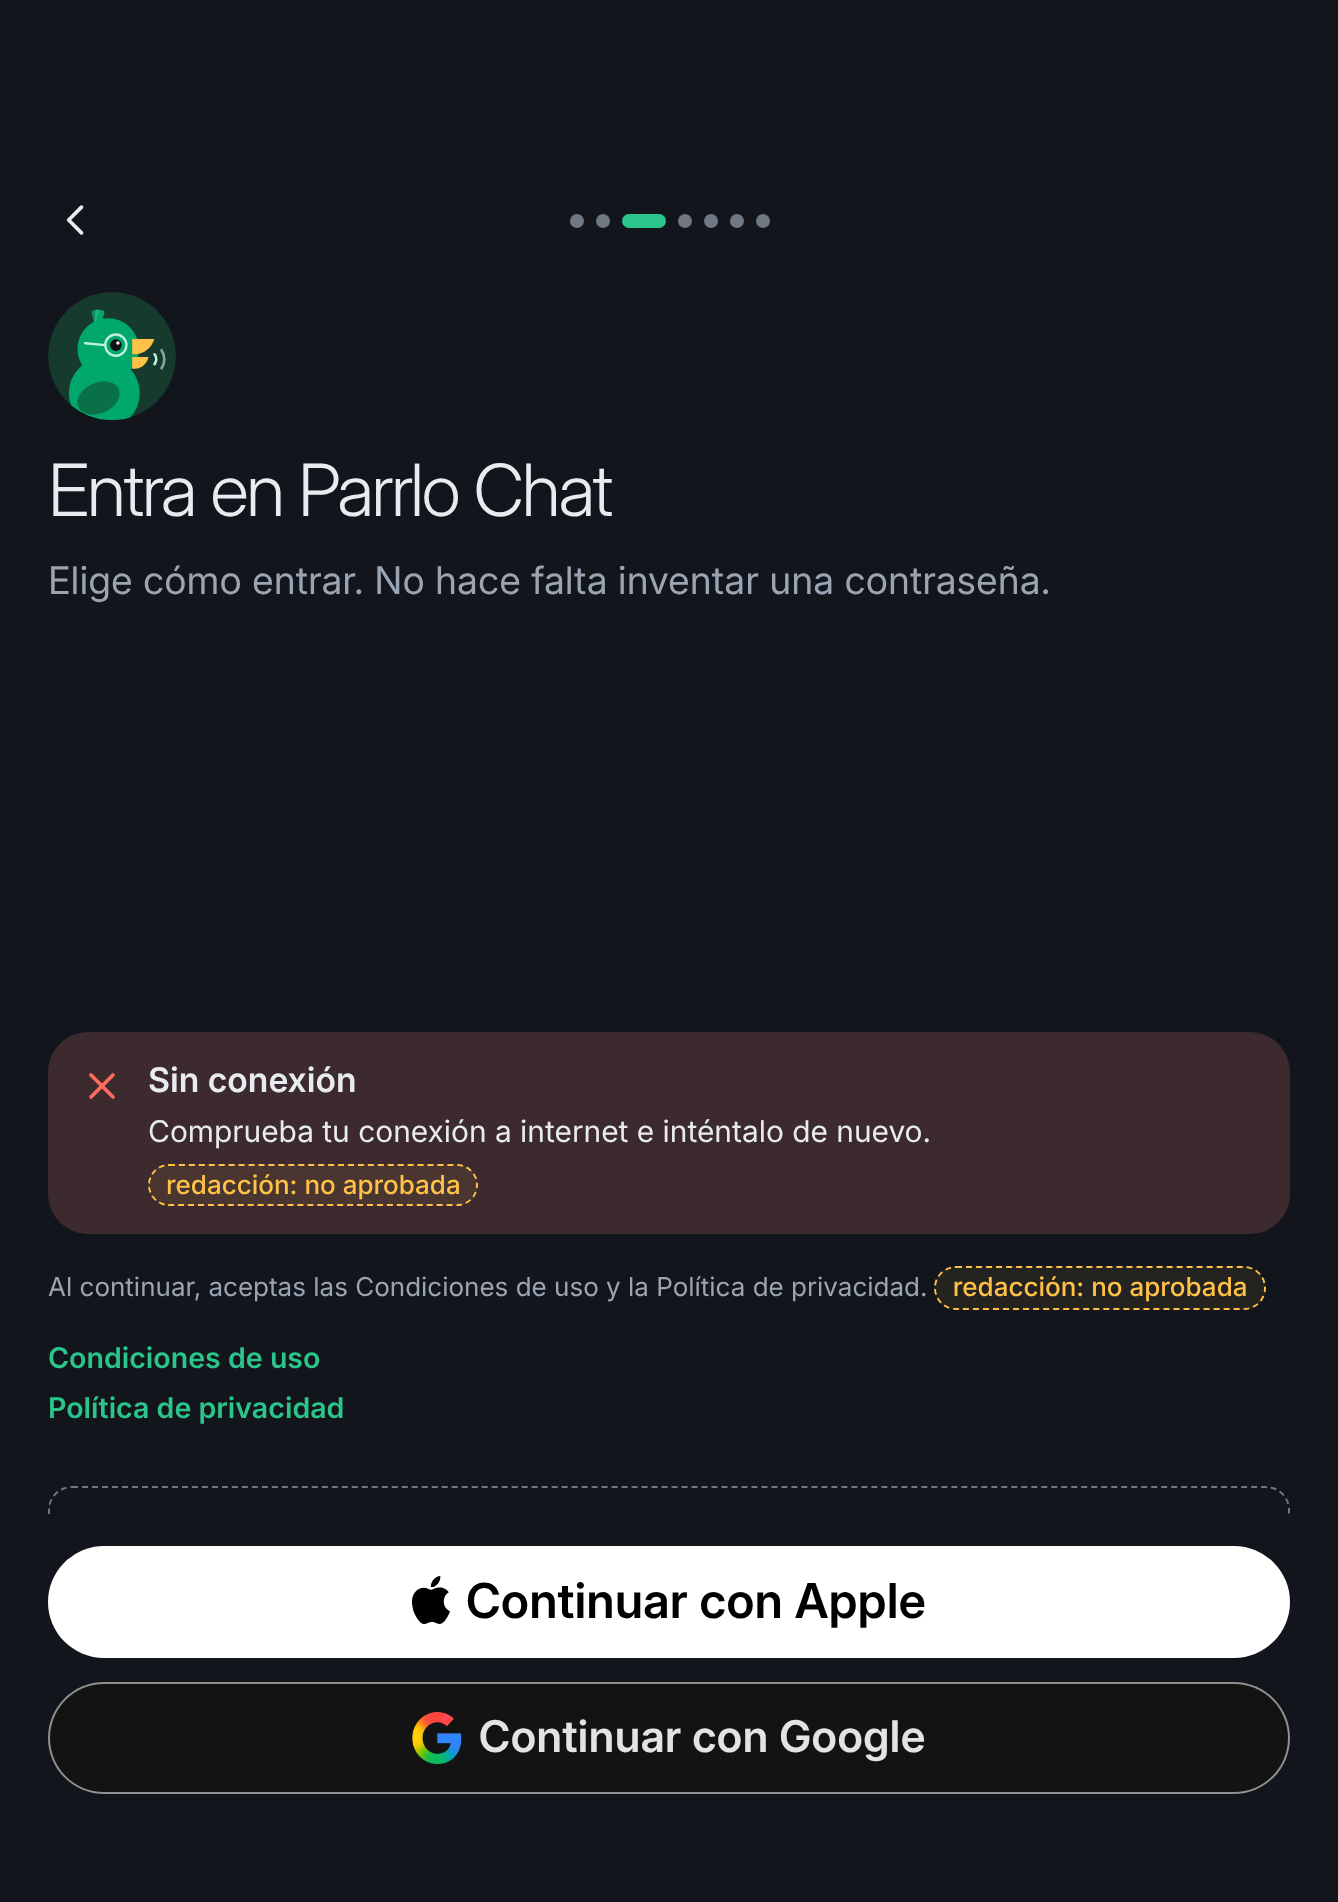 Entra en Parrlo Chat
Elige cómo entrar. No hace falta inventar una contraseña.
Sin conexión
Comprueba tu conexión a internet e inténtalo de nuevo.
redacción: no aprobada
Al continuar, aceptas las Condiciones de uso y la Política de privacidad. redacción: no aprobada
Condiciones de uso
Política de privacidad
Continuar con Apple
Continuar con Google